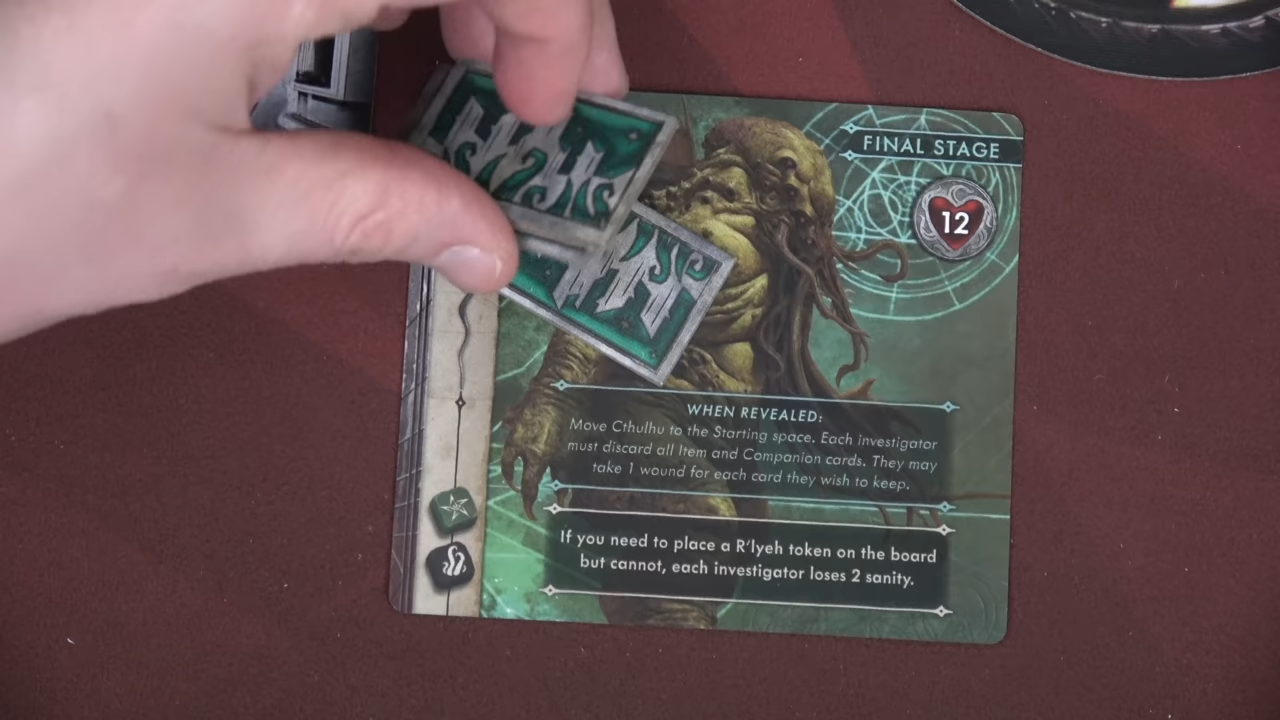 FINAL STAGE
12
WHEN REVEALED:
Move Cthulhu to the Starting space. Each investigator
must discard all Item and Companion cards. They may
take 1 wound for each card they wish to keep.
If you need to place a R'lyeh token on the board
but cannot, each investigator loses 2 sanity.